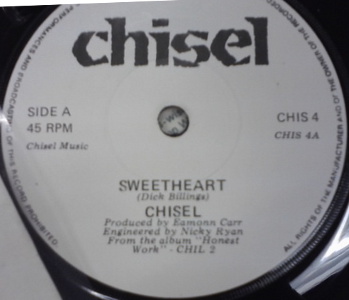 chisel
SIDE A
45 RPM
Chisel Music
CHIS 4
CHIS 4A
SWEETHEART
(Dick Billings)
CHISEL
Produced by Eamonn Carr
Engineered by Nicky Ryan
From the album "Honest
Work" - CHIL 2
ALL RIGHTS OF THE MANUFACTURER AND OF THE OWNER OF THE RECORDED
PERFORMANCES AND BROADCASTING OF THIS RECORD PROHIBITED.